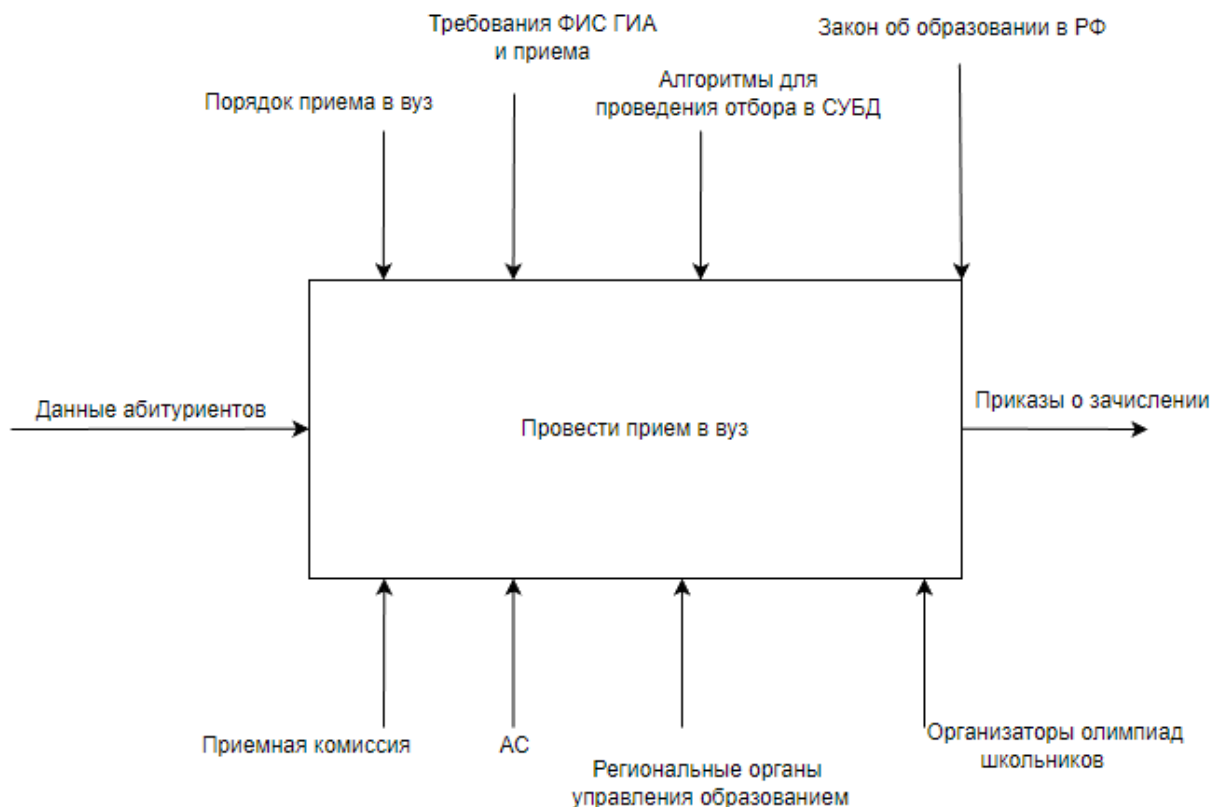 Требования ФИС ГИА
и приема
Закон об образовании в РФ
Порядок приема в вуз
Алгоритмы для
проведения отбора в СУБД
Данные абитуриентов
Провести прием в вуз
Приказы о зачислении
Приемная комиссия
АС
Региональные органы
управления образованием
Организаторы олимпиад
школьников